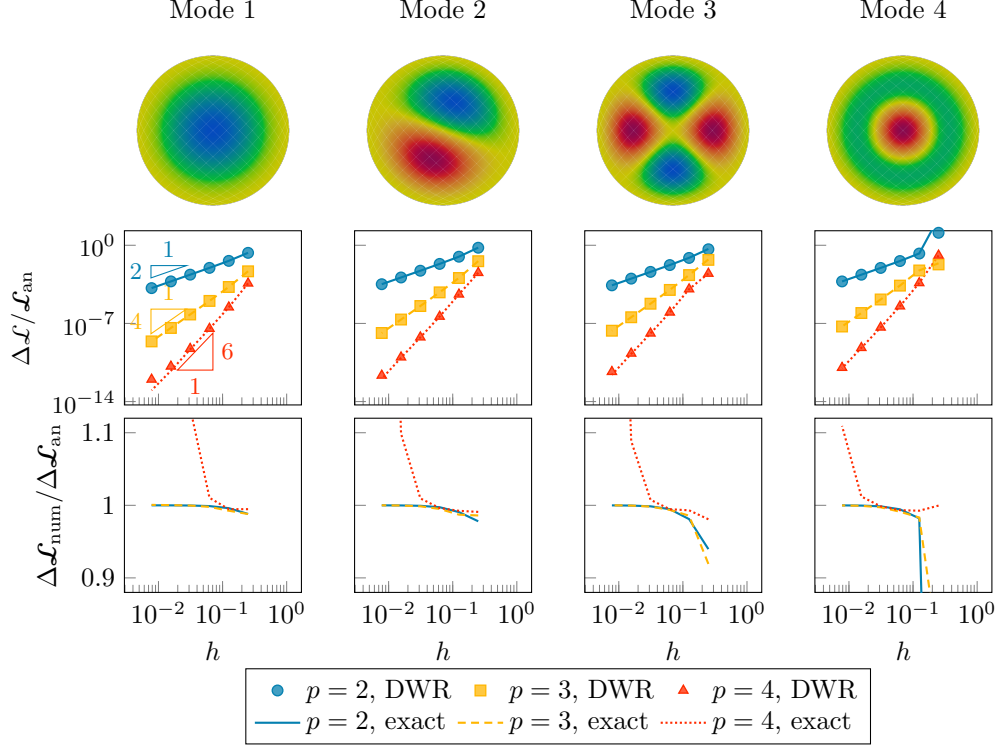 Mode 1 Mode 2 Mode 3 Mode 4
Δℒ/ℒ_an
10^0
10^−7
10^−14
1
2
1
4
6
1
Δℒ_num/Δℒ_an
1.1
1
0.9
10^−2 10^−1 10^0 10^−2 10^−1 10^0 10^−2 10^−1 10^0 10^−2 10^−1 10^0
h h h h
p = 2, DWR p = 3, DWR p = 4, DWR
p = 2, exact p = 3, exact p = 4, exact